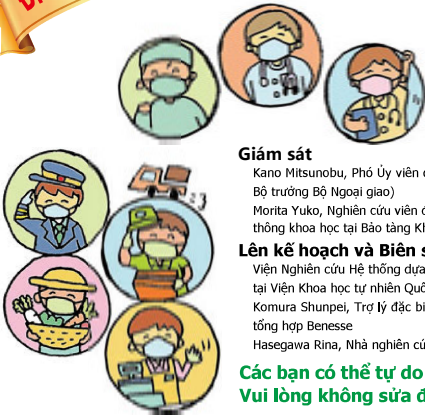 Giám sát
Kano Mitsunobu, Phó Ủy viên
Bộ trưởng Bộ Ngoại giao)
Morita Yuko, Nghiên cứu viên
thông khoa học tại Bảo tàng
Lên kế hoạch và Biên
Viện Nghiên cứu Hệ thống dựa
tại Viện Khoa học tự nhiên
Komura Shunpei, Trợ lý đặc
tổng hợp Benesse
Hasegawa Rina, Nhà nghiên
Các bạn có thể tự do
Vui lòng không sửa